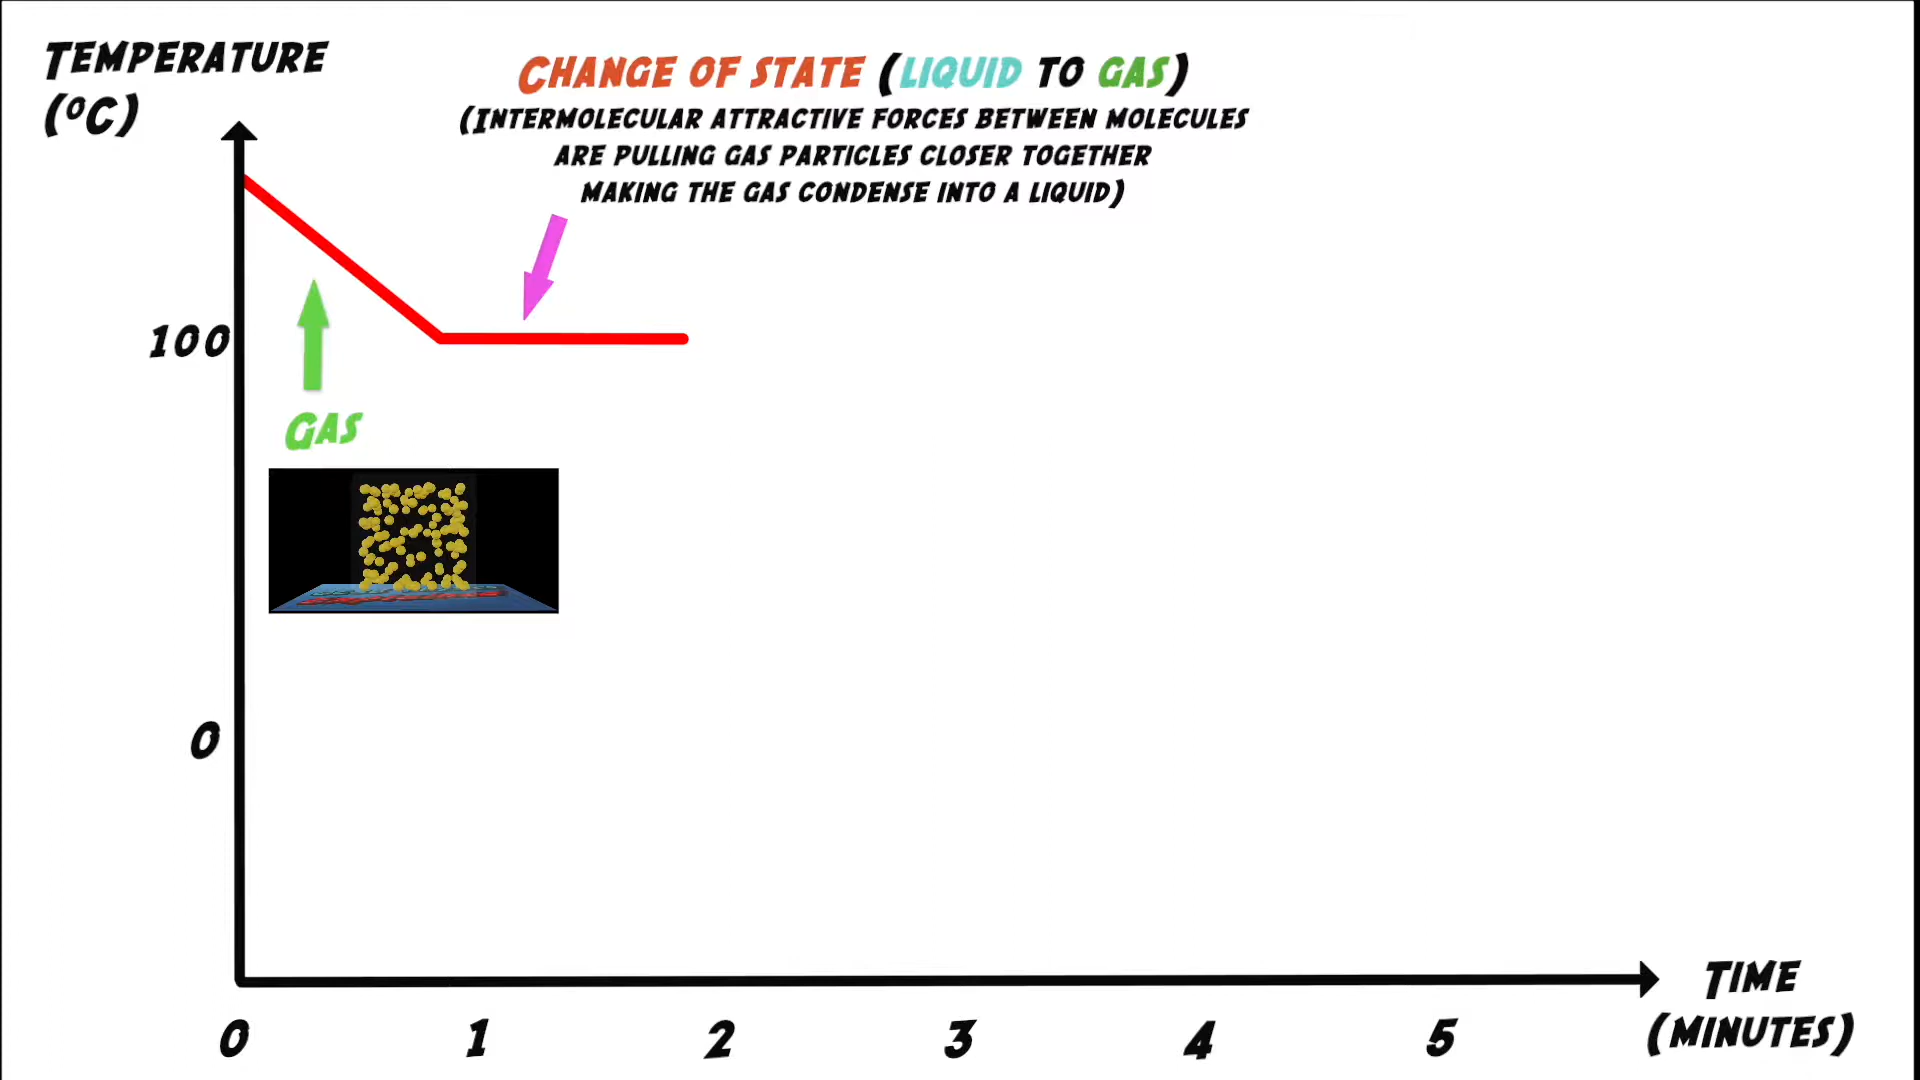 TEMPERATURE
(ºC)
CHANGE OF STATE (LIQUID TO GAS)
(INTERMOLECULAR ATTRACTIVE FORCES BETWEEN MOLECULES
ARE PULLING GAS PARTICLES CLOSER TOGETHER
MAKING THE GAS CONDENSE INTO A LIQUID)
100
GAS
0
TIME
(MINUTES)
0 1 2 3 4 5